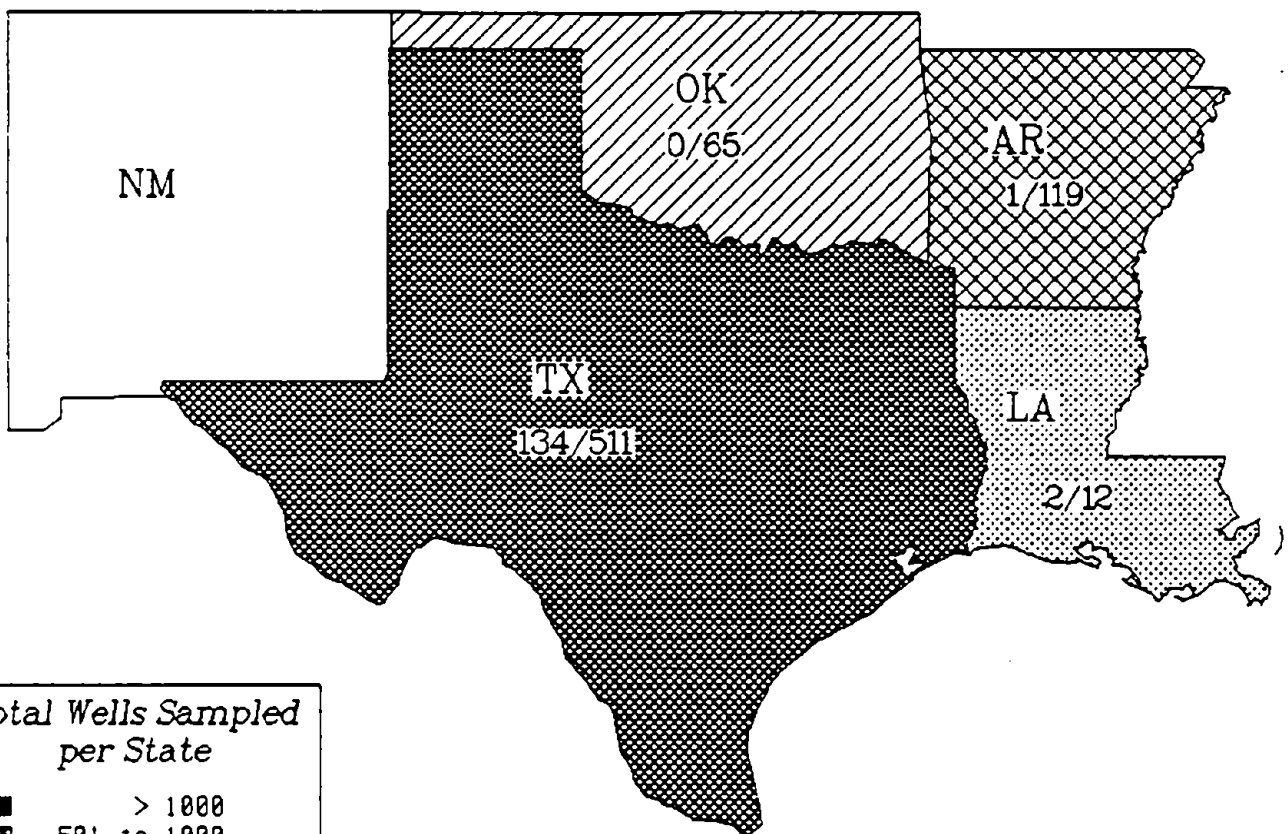 OK
0/65
AR
1/119
NM
TX
134/511
LA
2/12
otal Wells Sampled
per State
> 1000